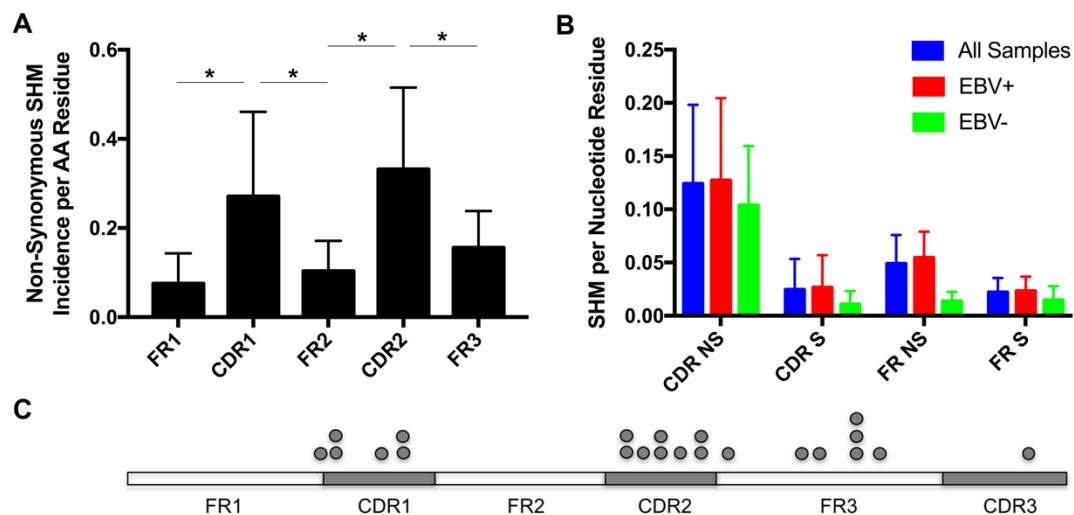 A
Non-Synonymous SHM
Incidence per AA Residue
0.6
0.4
0.2
0.0
* * * *
FR1 CDR1 FR2 CDR2 FR3
B
SHM per Nucleotide Residue
0.25
0.20
0.15
0.10
0.05
0.00
All Samples
EBV+
EBV-
CDR NS CDR S FR NS FR S
C
FR1 CDR1 FR2 CDR2 FR3 CDR3